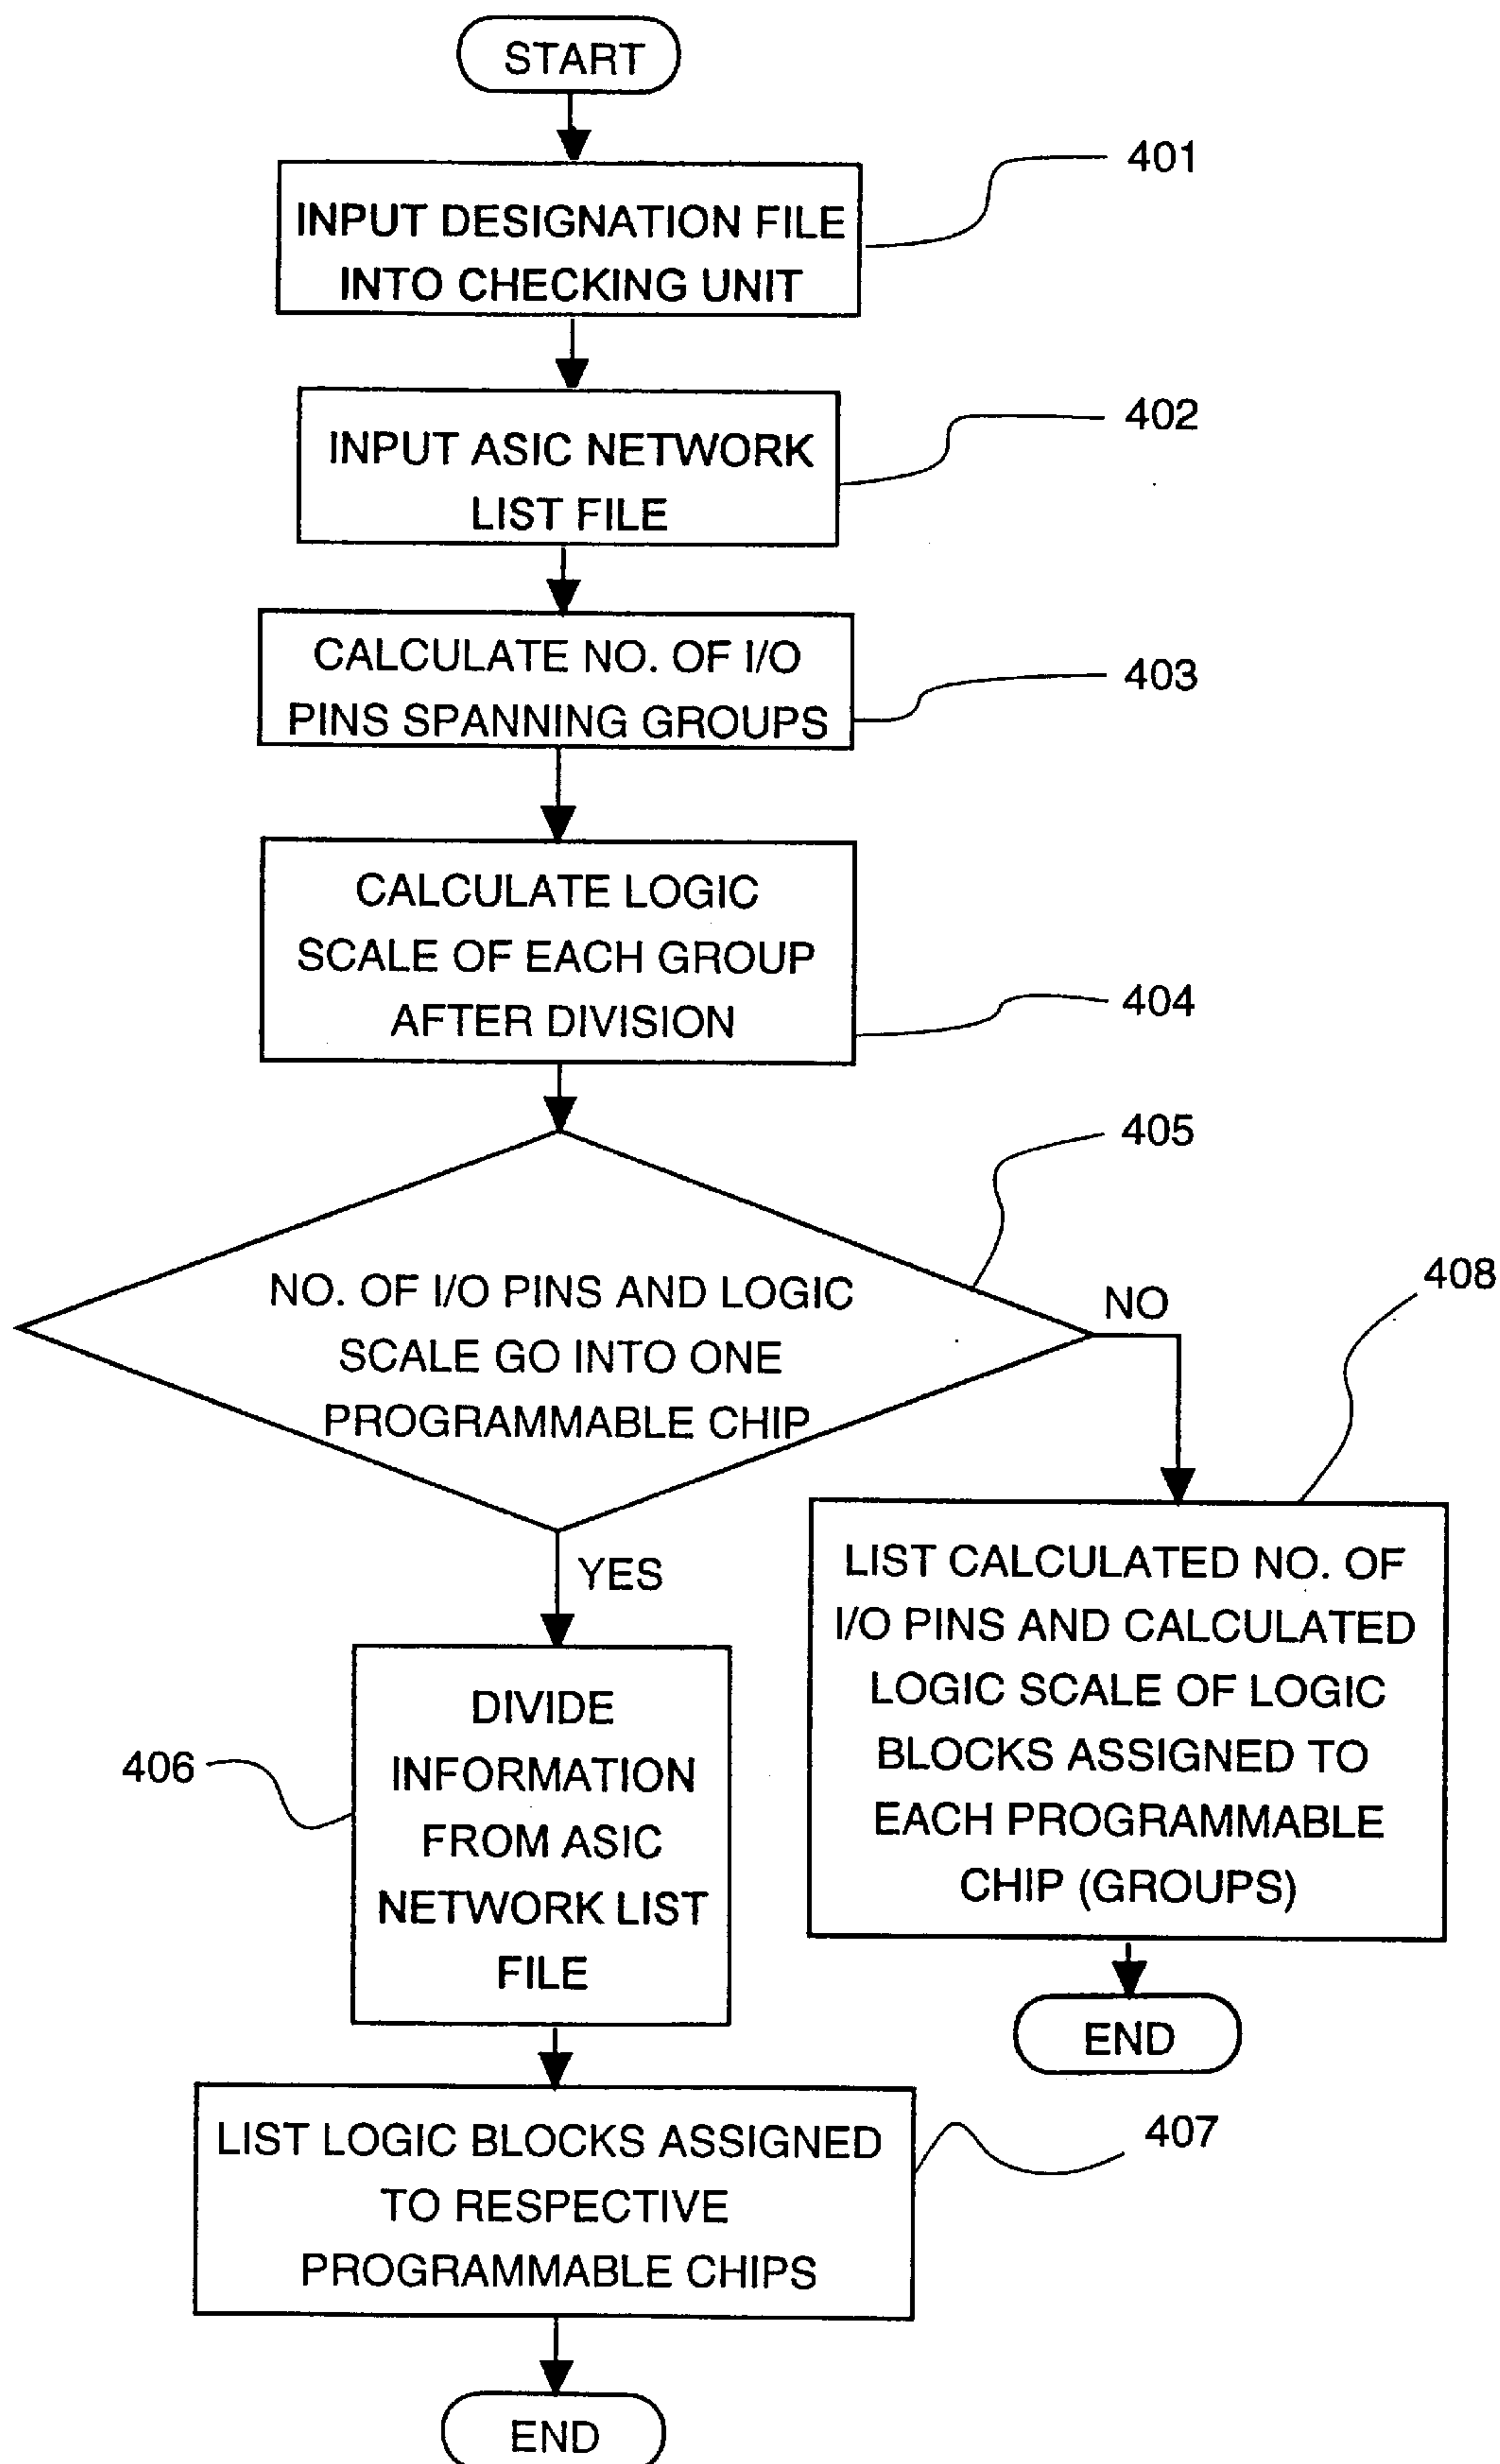 START
401
INPUT DESIGNATION FILE
INTO CHECKING UNIT
402
INPUT ASIC NETWORK
LIST FILE
CALCULATE NO. OF I/O
PINS SPANNING GROUPS
403
CALCULATE LOGIC
SCALE OF EACH GROUP
AFTER DIVISION
404
405
NO. OF I/O PINS AND LOGIC
SCALE GO INTO ONE
PROGRAMMABLE CHIP
NO
408
YES
LIST CALCULATED NO. OF
I/O PINS AND CALCULATED
LOGIC SCALE OF LOGIC
BLOCKS ASSIGNED TO
EACH PROGRAMMABLE
CHIP (GROUPS)
END
406
DIVIDE
INFORMATION
FROM ASIC
NETWORK LIST
FILE
LIST LOGIC BLOCKS ASSIGNED
TO RESPECTIVE
PROGRAMMABLE CHIPS
407
END